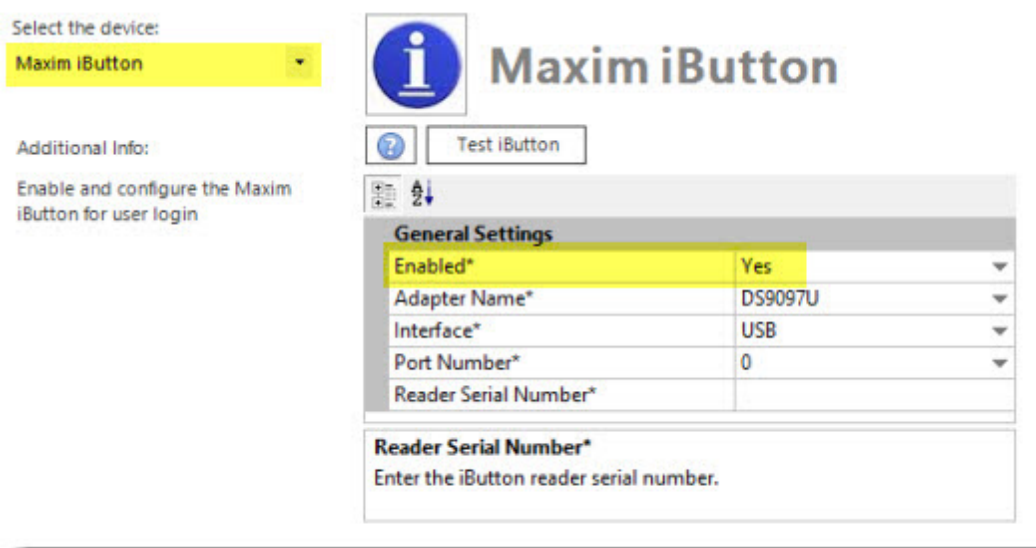 Select the device:
Maxim iButton
Additional Info:
Enable and configure the Maxim
iButton for user login
Maxim iButton
Test iButton
General Settings
Enabled* Yes
Adapter Name* DS9097U
Interface* USB
Port Number* 0
Reader Serial Number*
Reader Serial Number*
Enter the iButton reader serial number.